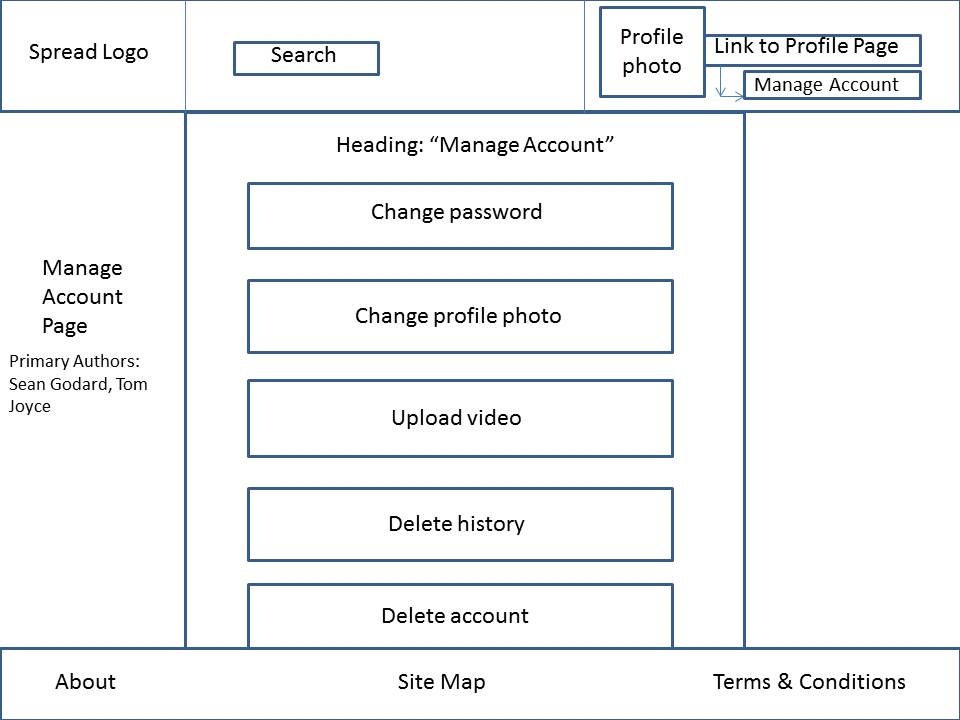 Spread Logo
Search
Profile
photo
Link to Profile Page
Manage Account
Heading: “Manage Account”
Change password
Change profile photo
Upload video
Delete history
Delete account
Manage
Account
Page
Primary Authors:
Sean Godard, Tom
Joyce
About
Site Map
Terms & Conditions